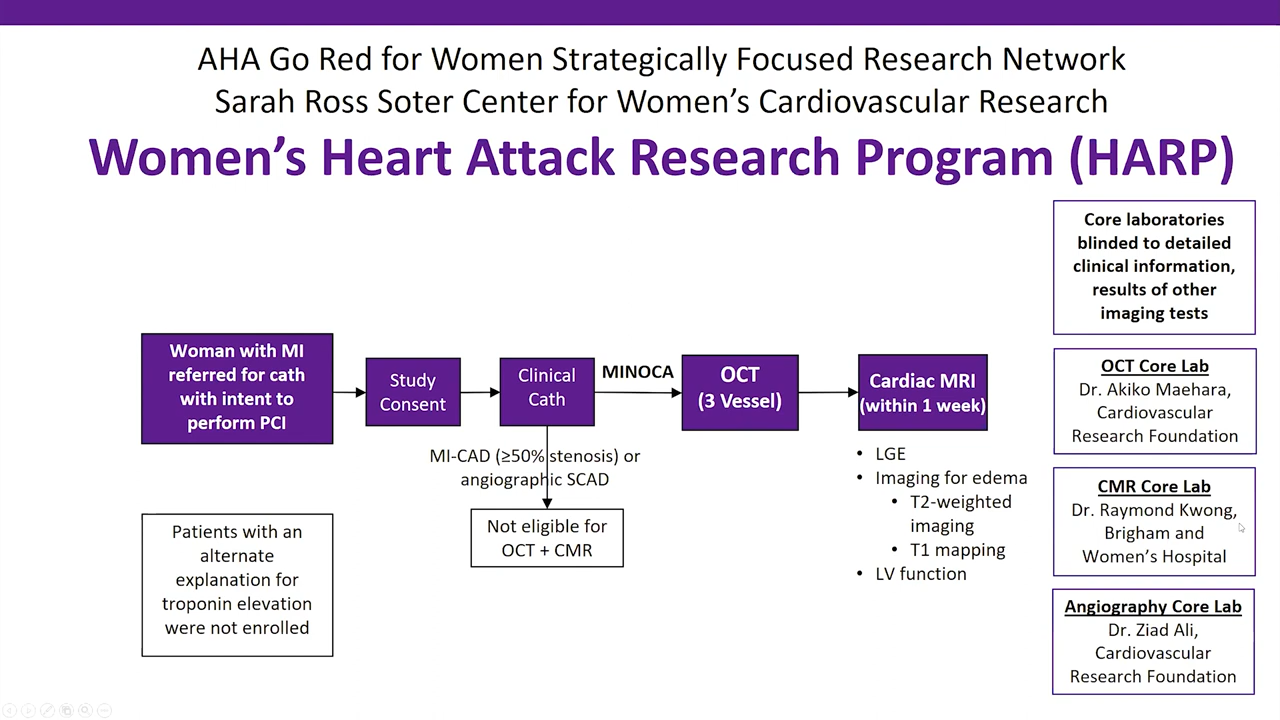 AHA Go Red for Women Strategically Focused Research Network
Sarah Ross Soter Center for Women's Cardiovascular Research
Women's Heart Attack Research Program (HARP)
Woman with MI
referred for cath
with intent to
perform PCI
Study
Consent
Clinical
Cath
MINOCA
OCT
(3 Vessel)
Cardiac MRI
(within 1 week)
MI-CAD (≥50% stenosis) or
angiographic SCAD
Not eligible for
OCT + CMR
• LGE
• Imaging for edema
• T2-weighted
imaging
• T1 mapping
• LV function
Patients with an
alternate
explanation for
troponin elevation
were not enrolled
Core laboratories
blinded to detailed
clinical information,
results of other
imaging tests
OCT Core Lab
Dr. Akiko Maehara,
Cardiovascular
Research Foundation
CMR Core Lab
Dr. Raymond Kwong,
Brigham and
Women's Hospital
Angiography Core Lab
Dr. Ziad Ali,
Cardiovascular
Research Foundation